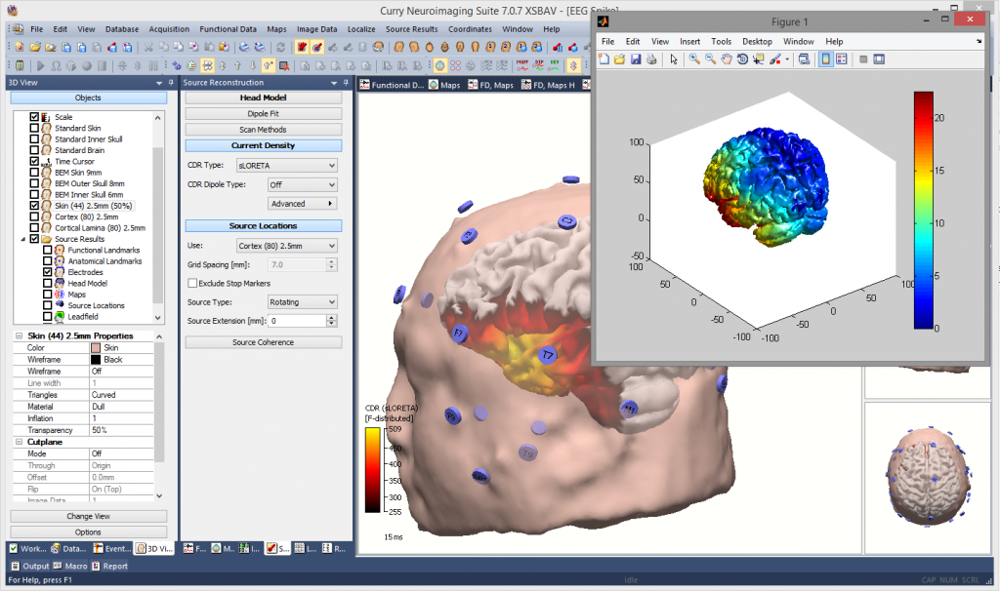 Curry Neuroimaging Suite 7.0.7 XSBAV - [EEG Spike]
File Edit View Database Acquisition Functional Data Maps Image Data Localize Source Results Coordinates Window Help
3D View
Objects
Scale
Standard Skin
Standard Inner Skull
Standard Brain
Time Cursor
BEM Skin 9mm
BEM Outer Skull 8mm
BEM Inner Skull 6mm
Skin (44) 2.5mm (50%)
Cortex (80) 2.5mm
Cortical Lamina (80) 2.5mm
Source Results
Functional Landmarks
Anatomical Landmarks
Electrodes
Head Model
Maps
Source Locations
Leadfield
Skin (44) 2.5mm Properties
Color Skin
Wireframe Black
Wireframe Off
Line width 1
Triangles Curved
Material Dull
Inflation 1
Transparency 50%
Cutplane
Mode Off
Through Origin
Offset 0.0mm
Flip On (Top)
Image Data 1
Change View
Options
Work... Data... Event... 3D Vi...
Source Reconstruction
Head Model
Dipole Fit
Scan Methods
Current Density
CDR Type: sLORETA
CDR Dipole Type: Off
Advanced
Source Locations
Use: Cortex (80) 2.5mm
Grid Spacing [mm]: 7.0
Exclude Stop Markers
Source Type: Rotating
Source Extension [mm]: 0
Source Coherence
F... M... I... S... L... R...
Functional D... Maps FD, Maps FD, Maps H
C3
F7
T7
CDR (sLORETA)
[F-distributed]
509
450
400
350
300
255
15 ms
Figure 1
File Edit View Insert Tools Desktop Window Help
100
50
0
-50
100
50
0
-50
-100
-100
-50
0
50
100
20
15
10
5
0
Output Macro Report
For Help, press F1
Idle
CAP NUM SCRL